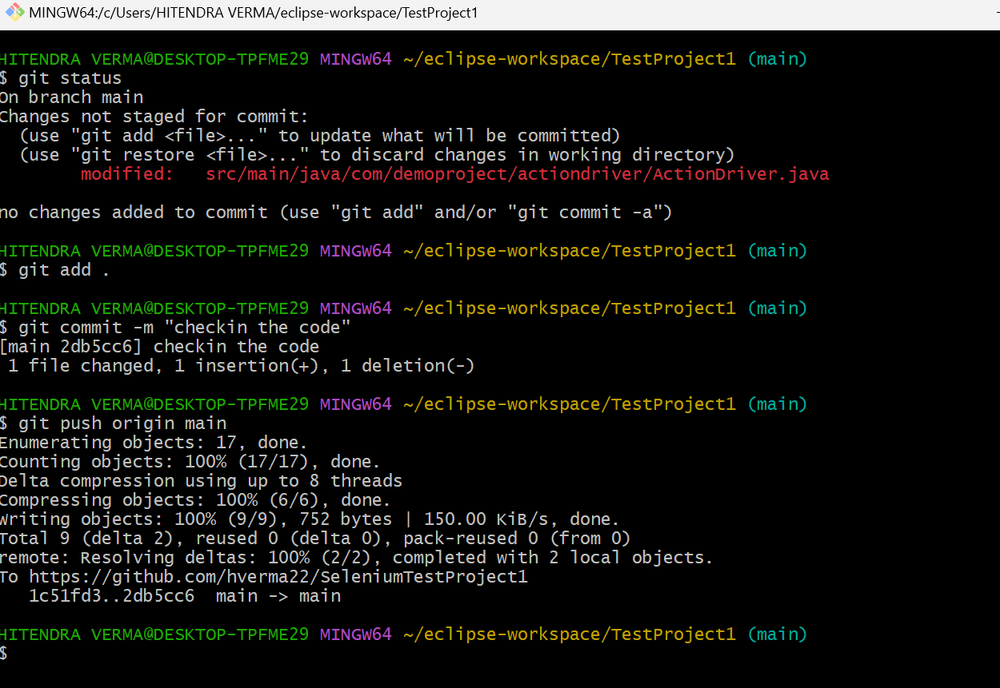 MINGW64:/c/Users/HITENDRA VERMA/eclipse-workspace/TestProject1
HITENDRA VERMA@DESKTOP-TPFME29 MINGW64 ~/eclipse-workspace/TestProject1 (main)
$ git status
On branch main
Changes not staged for commit:
  (use "git add <file>..." to update what will be committed)
  (use "git restore <file>..." to discard changes in working directory)
        modified:   src/main/java/com/demoproject/actiondriver/ActionDriver.java
no changes added to commit (use "git add" and/or "git commit -a")
HITENDRA VERMA@DESKTOP-TPFME29 MINGW64 ~/eclipse-workspace/TestProject1 (main)
$ git add .
HITENDRA VERMA@DESKTOP-TPFME29 MINGW64 ~/eclipse-workspace/TestProject1 (main)
$ git commit -m "checkin the code"
[main 2db5cc6] checkin the code
 1 file changed, 1 insertion(+), 1 deletion(-)
HITENDRA VERMA@DESKTOP-TPFME29 MINGW64 ~/eclipse-workspace/TestProject1 (main)
$ git push origin main
Enumerating objects: 17, done.
Counting objects: 100% (17/17), done.
Delta compression using up to 8 threads
Compressing objects: 100% (6/6), done.
Writing objects: 100% (9/9), 752 bytes | 150.00 KiB/s, done.
Total 9 (delta 2), reused 0 (delta 0), pack-reused 0 (from 0)
remote: Resolving deltas: 100% (2/2), completed with 2 local objects.
To https://github.com/hverma22/SeleniumTestProject1
   1c51fd3..2db5cc6  main -> main
HITENDRA VERMA@DESKTOP-TPFME29 MINGW64 ~/eclipse-workspace/TestProject1 (main)
$